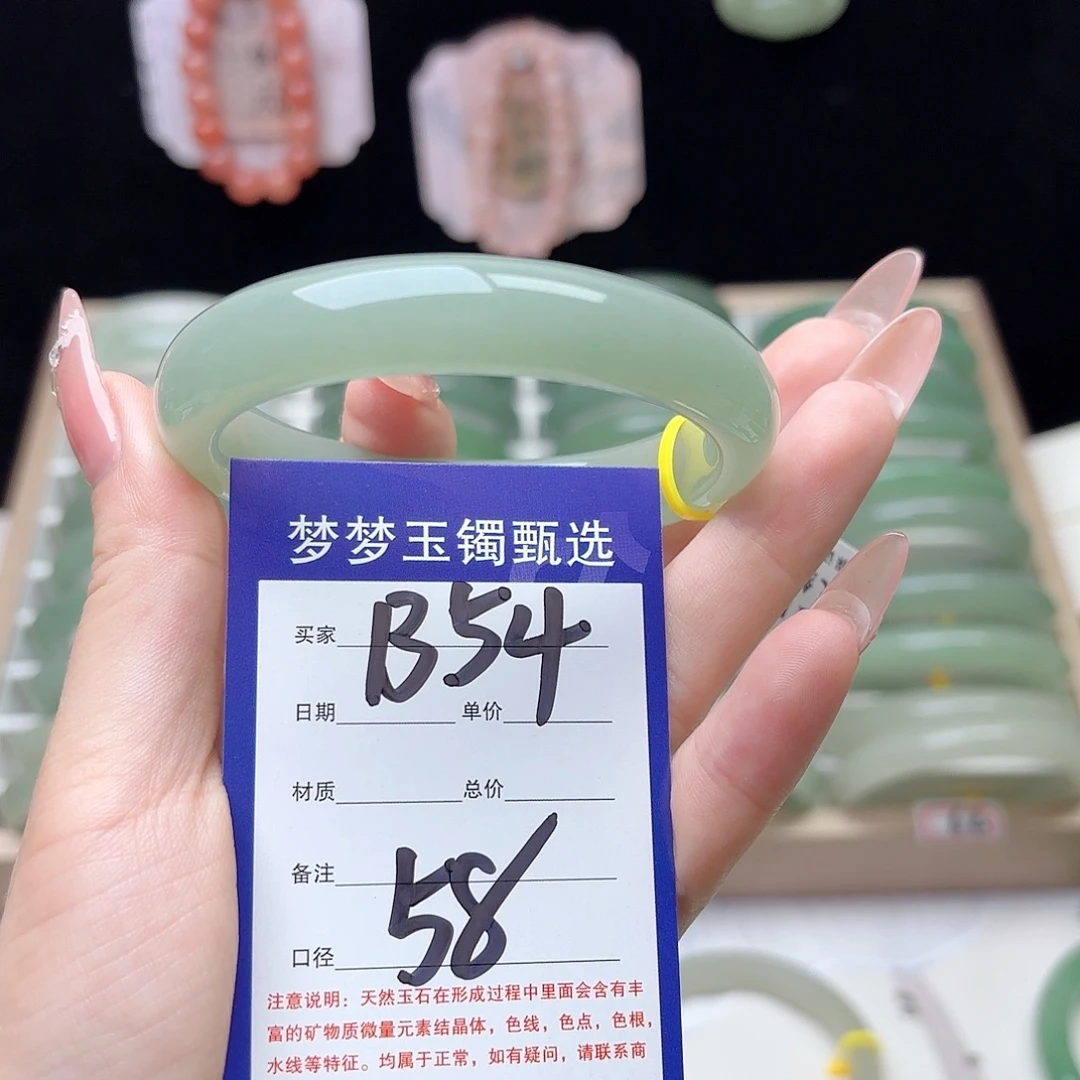 梦梦玉镯甄选
买家 B54
日期 单价
材质 总价
备注
口径 58
注意说明：天然玉石在形成过程中里面会含有丰
富的矿物质微量元素结晶体，色线，色点，色根，
水线等特征。均属于正常，如有疑问，请联系商